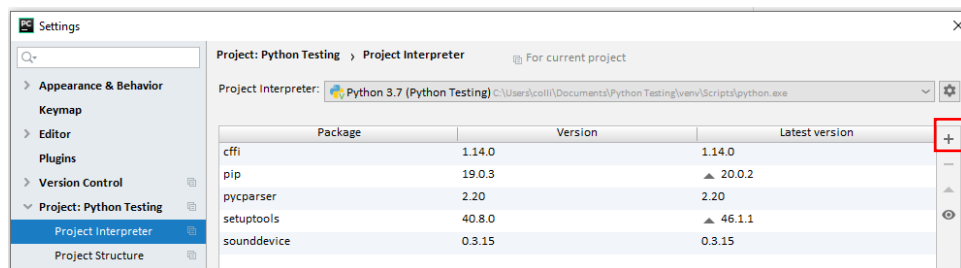 PC Settings
Project: Python Testing › Project Interpreter For current project
Appearance & Behavior
Project Interpreter: Python 3.7 (Python Testing) C:\Users\colli\Documents\Python Testing\venv\Scripts\python.exe
Keymap
Editor
Package Version Latest version
Plugins
cffi 1.14.0 1.14.0
pip 19.0.3 20.0.2
Version Control
pycparser 2.20 2.20
Project: Python Testing
setuptools 40.8.0 46.1.1
Project Interpreter
sounddevice 0.3.15 0.3.15
Project Structure